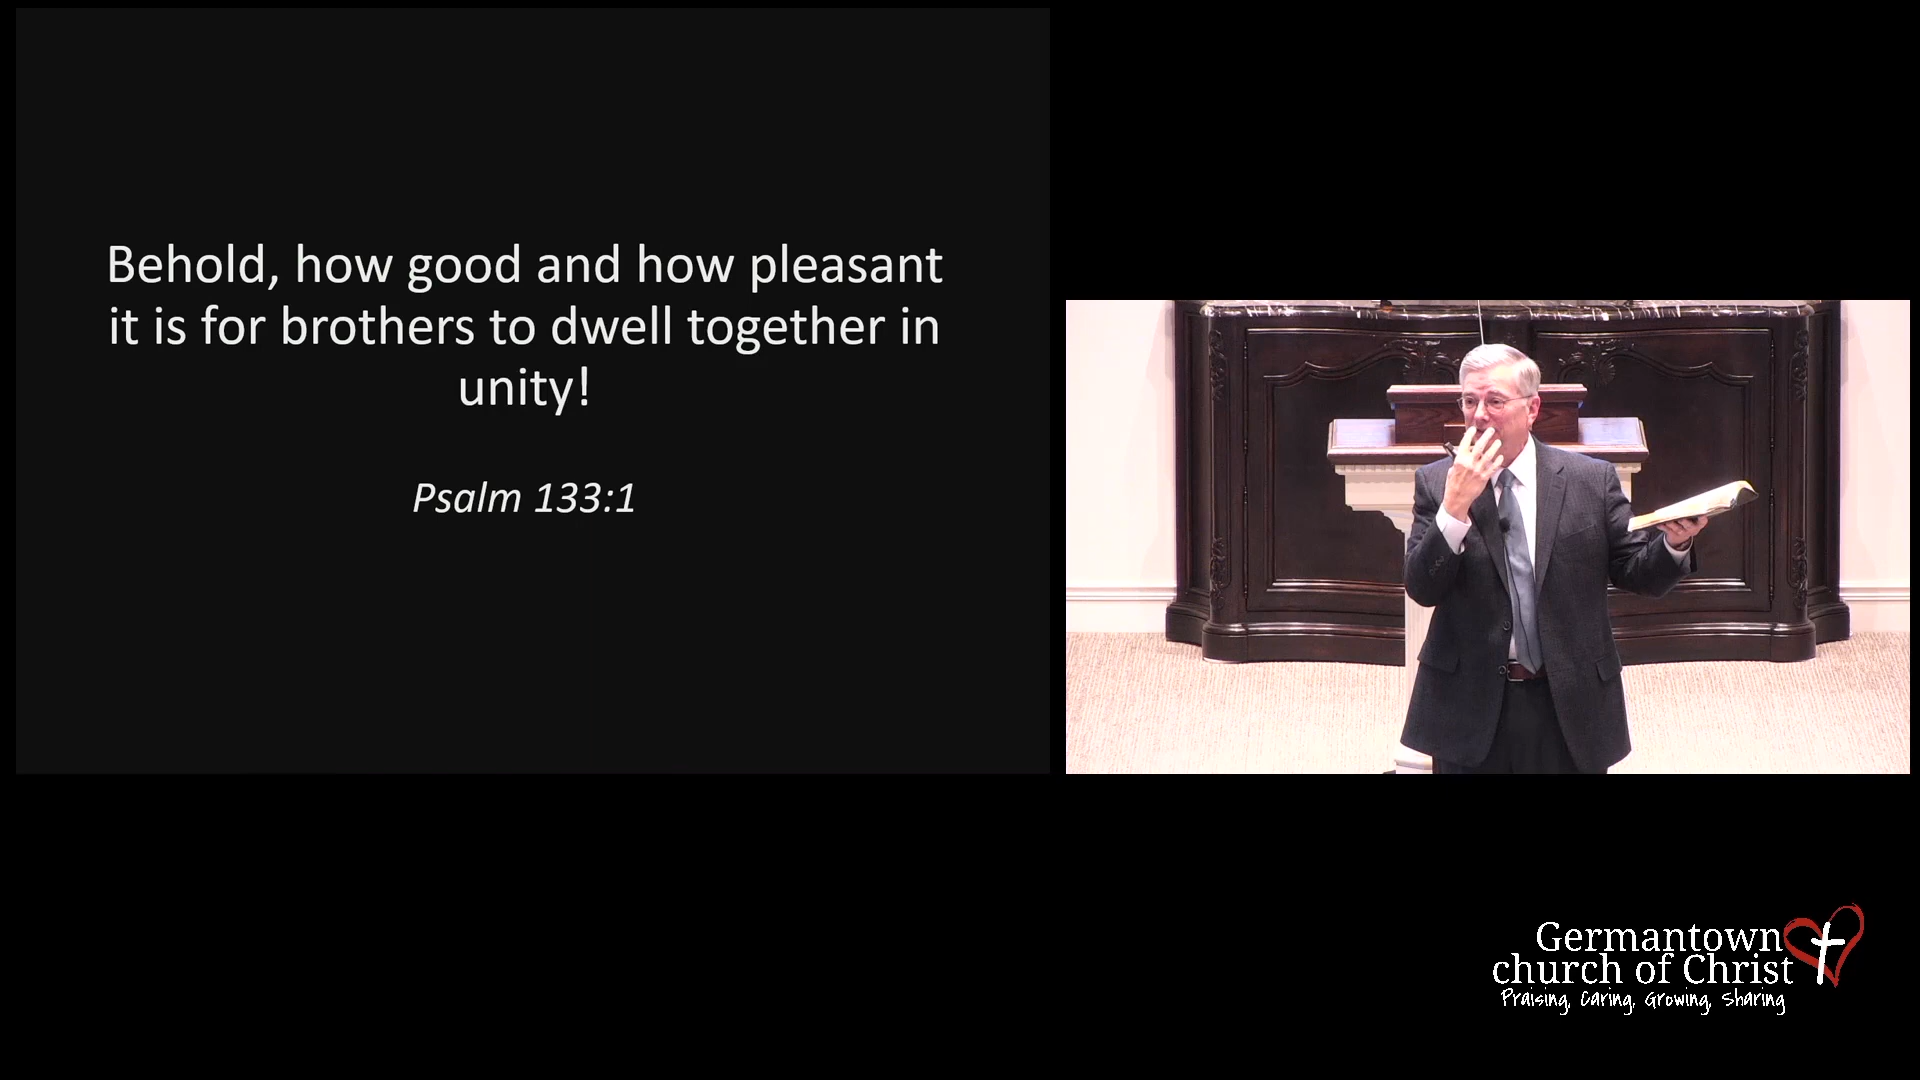 Behold, how good and how pleasant
it is for brothers to dwell together in
unity!
Psalm 133:1
Germantown
church of Christ
Praising, Caring, Growing, Sharing